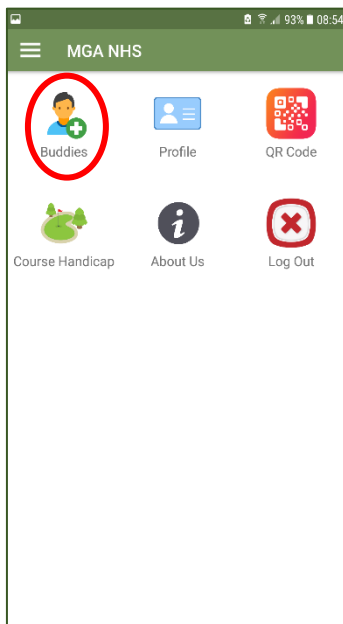 93% 08:54
MGA NHS
Buddies Profile QR Code
Course Handicap About Us Log Out